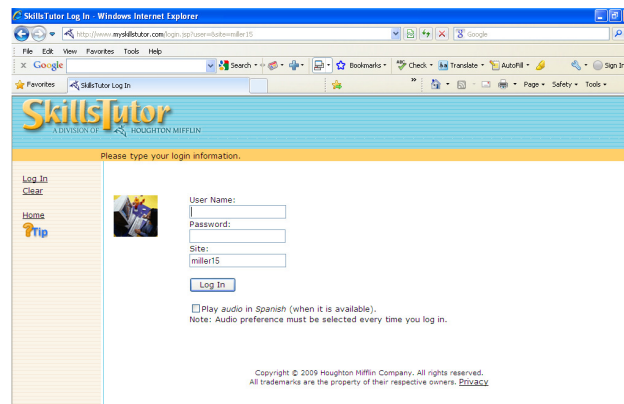 SkillsTutor Log In - Windows Internet Explorer
http://www.myskillstutor.com/login.jsp?user=&site=miller15
Google
File Edit View Favorites Tools Help
x Google Search Bookmarks Check Translate AutoFill Sign In
Favorites SkillsTutor Log In Page Safety Tools
SkillsTutor
A DIVISION OF HOUGHTON MIFFLIN
Please type your login information.
Log In
Clear
Home
Tip
User Name:
Password:
Site:
miller15
Log In
Play audio in Spanish (when it is available).
Note: Audio preference must be selected every time you log in.
Copyright © 2009 Houghton Mifflin Company. All rights reserved.
All trademarks are the property of their respective owners. Privacy